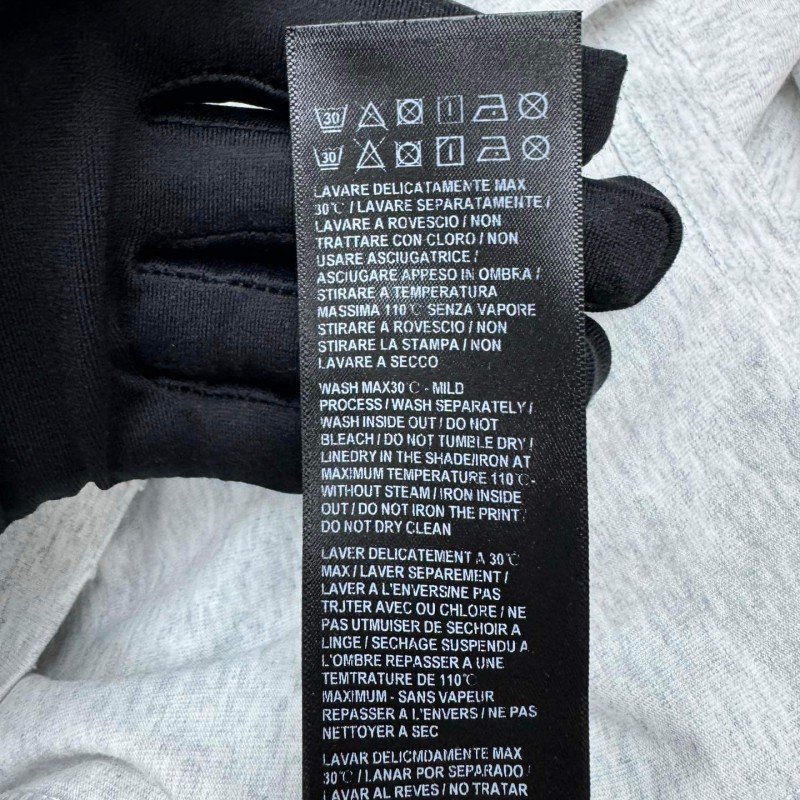 30
30
LAVARE DELICATAMENTE MAX
30℃ / LAVARE SEPARATAMENTE /
LAVARE A ROVESCIO / NON
TRATTARE CON CLORO / NON
USARE ASCIUGATRICE /
ASCIUGARE APPESO IN OMBRA /
STIRARE A TEMPERATURA
MASSIMA 110℃ SENZA VAPORE
STIRARE A ROVESCIO / NON
STIRARE LA STAMPA / NON
LAVARE A SECCO
WASH MAX30℃ - MILD
PROCESS / WASH SEPARATELY /
WASH INSIDE OUT / DO NOT
BLEACH / DO NOT TUMBLE DRY /
LINEDRY IN THE SHADE/IRON AT
MAXIMUM TEMPERATURE 110℃-
WITHOUT STEAM / IRON INSIDE
OUT / DO NOT IRON THE PRINT /
DO NOT DRY CLEAN
LAVER DELICATEMENT A 30℃
MAX / LAVER SEPAREMENT /
LAVER A L'ENVERS/NE PAS
TRJTER AVEC OU CHLORE / NE
PAS UTMUISER DE SECHOIR A
LINGE / SECHAGE SUSPENDU A
L'OMBRE REPASSER A UNE
TEMTRATURE DE 110℃
MAXIMUM - SANS VAPEUR
REPASSER A L'ENVERS / NE PAS
NETTOYER A SEC
LAVAR DELICMDAMENTE MAX
30℃ / LANAR POR SEPARADO /
LAVAR AL REVES / NO TRATAR